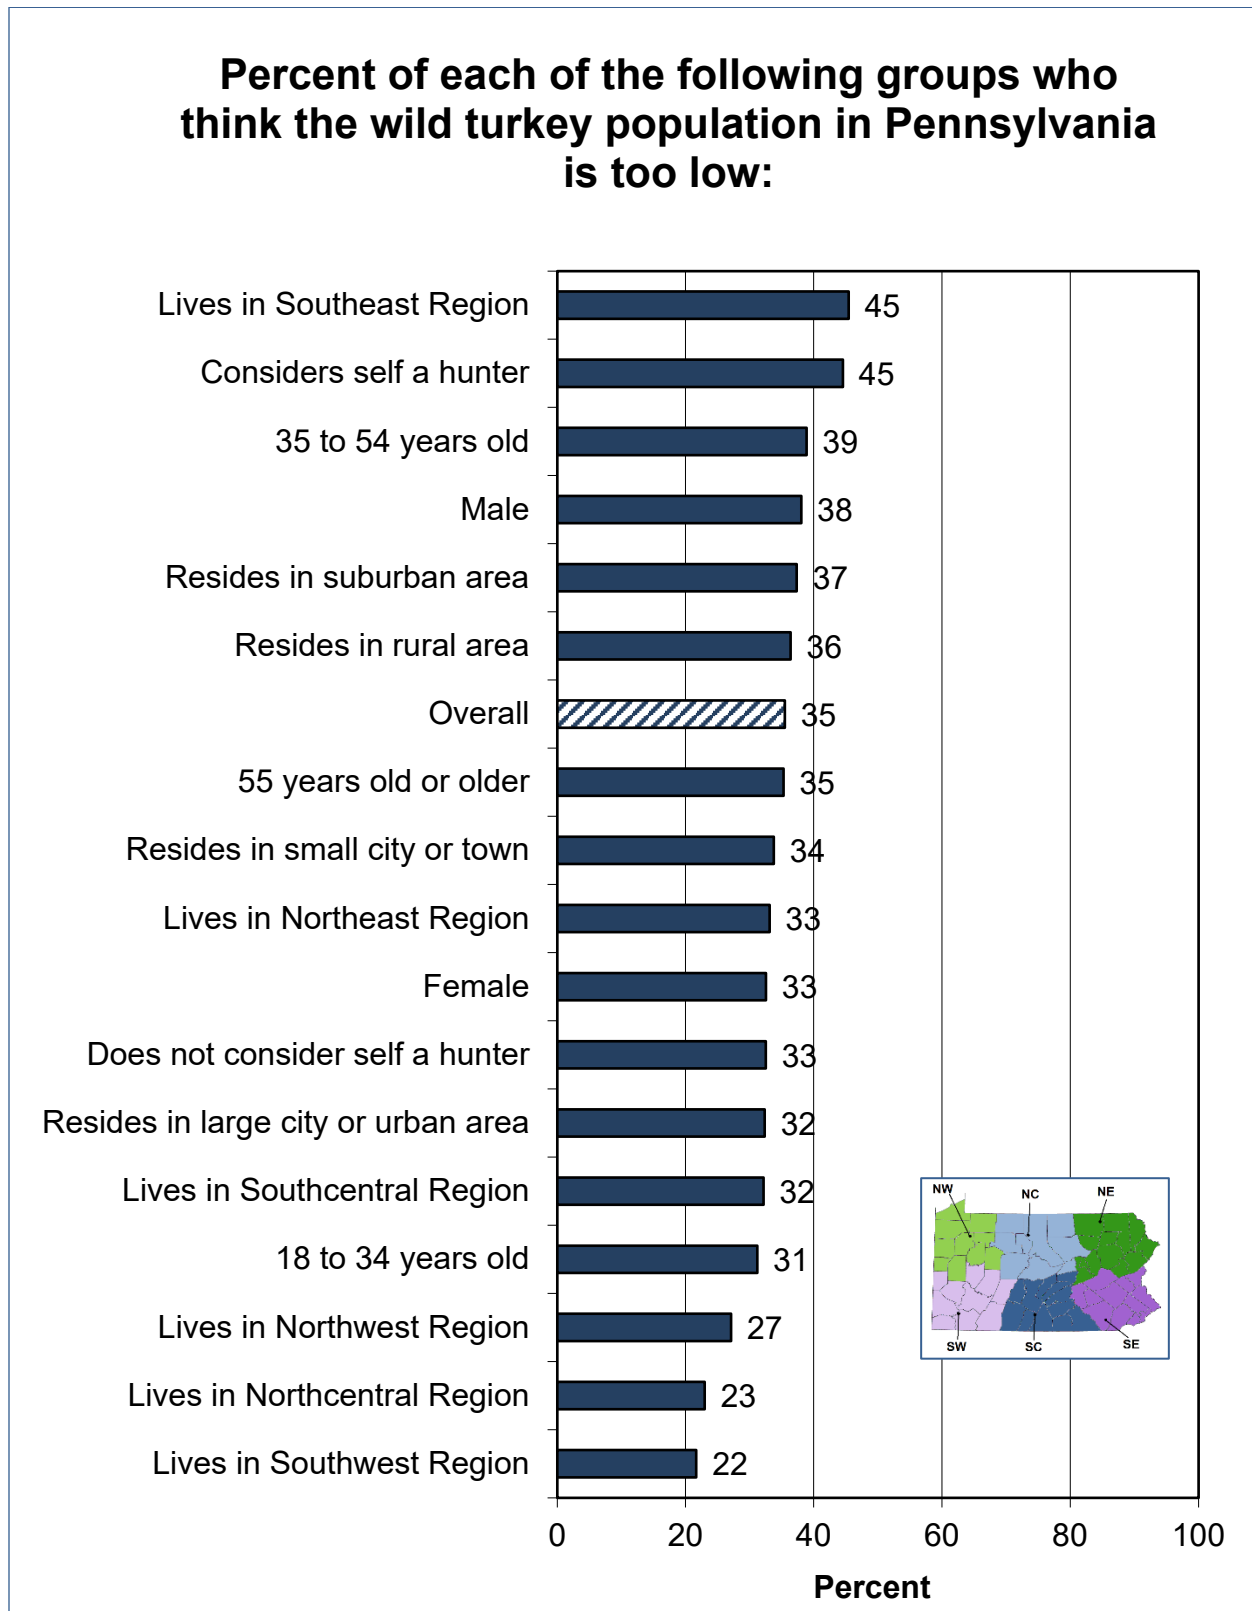 Percent of each of the following groups who
think the wild turkey population in Pennsylvania
is too low:
Lives in Southeast Region 45
Considers self a hunter 45
35 to 54 years old 39
Male 38
Resides in suburban area 37
Resides in rural area 36
Overall 35
55 years old or older 35
Resides in small city or town 34
Lives in Northeast Region 33
Female 33
Does not consider self a hunter 33
Resides in large city or urban area 32
Lives in Southcentral Region 32
18 to 34 years old 31
Lives in Northwest Region 27
Lives in Northcentral Region 23
Lives in Southwest Region 22
NW NC NE
SW SC SE
0 20 40 60 80 100
Percent